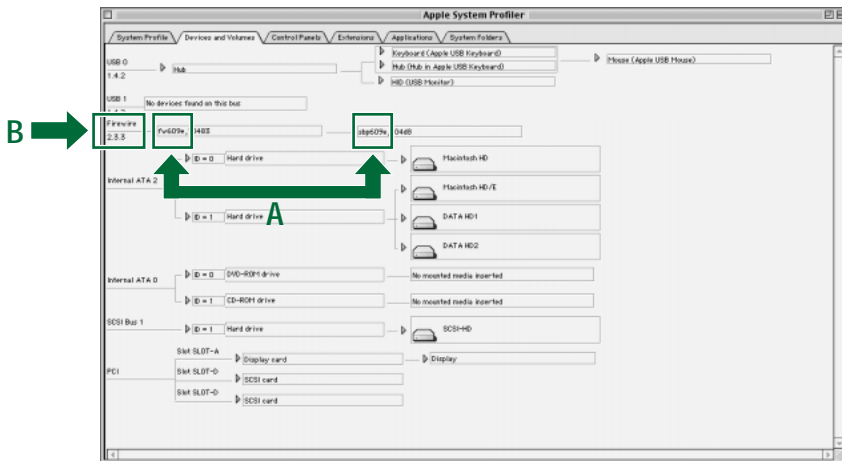 Apple System Profiler
System Profile Devices and Volumes Control Panels Extensions Applications System Folders
USB 0
1.4.2
Hub
Keyboard (Apple USB Keyboard)
Hub (Hub in Apple USB Keyboard)
HID (USB Monitor)
Mouse (Apple USB Mouse)
USB 1
No devices found on this bus
B
Firewire
2.3.3
fw609e, 0483
sbp609e, 04d8
A
Internal ATA 2
ID = 0 Hard drive
Macintosh HD
Macintosh HD/E
ID = 1 Hard drive
DATA HD1
DATA HD2
Internal ATA 0
ID = 0 DVD-ROM drive
No mounted media inserted
ID = 1 CD-ROM drive
No mounted media inserted
SCSI Bus 1
ID = 1 Hard drive
SCSI-HD
PCI
Slot SLOT-A
Display card
Display
Slot SLOT-D
SCSI card
Slot SLOT-D
SCSI card